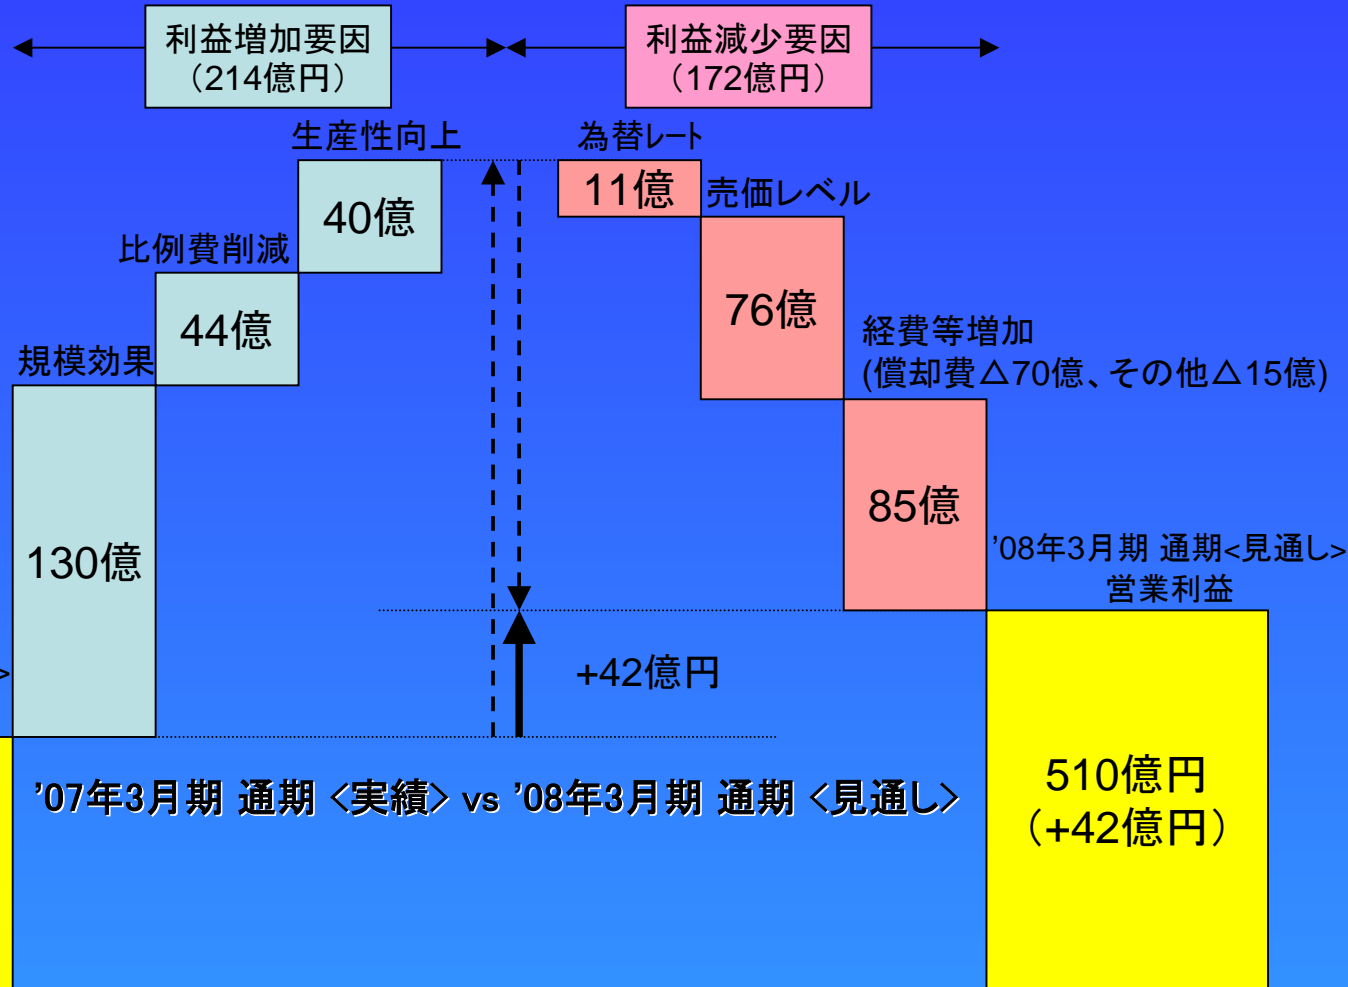 利益増加要因
（214億円）
利益減少要因
（172億円）
生産性向上
40億
比例費削減
44億
規模効果
130億
為替レート
11億
売価レベル
76億
経費等増加
(償却費△70億、その他△15億)
85億
'08年3月期 通期<見通し>
営業利益
>
+42億円
510億円
（+42億円）
'07年3月期 通期 <実績> vs '08年3月期 通期 <見通し>